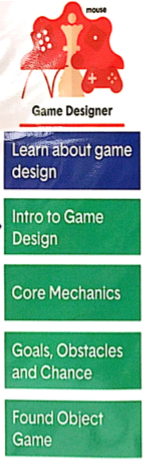 mouse
Game Designer
Learn about game
design
Intro to Game
Design
Core Mechanics
Goals, Obstacles
and Chance
Found Object
Game